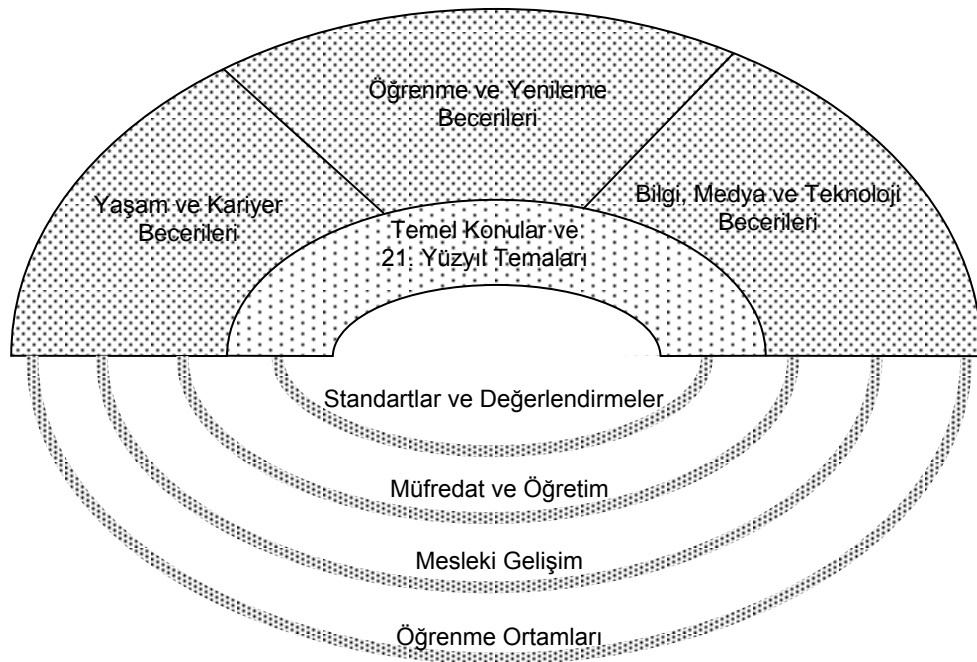 Öğrenme ve Yenileme
Becerileri
Yaşam ve Kariyer
Becerileri
Bilgi, Medya ve Teknoloji
Becerileri
Temel Konular ve
21. Yüzyıl Temaları
Standartlar ve Değerlendirmeler
Müfredat ve Öğretim
Mesleki Gelişim
Öğrenme Ortamları